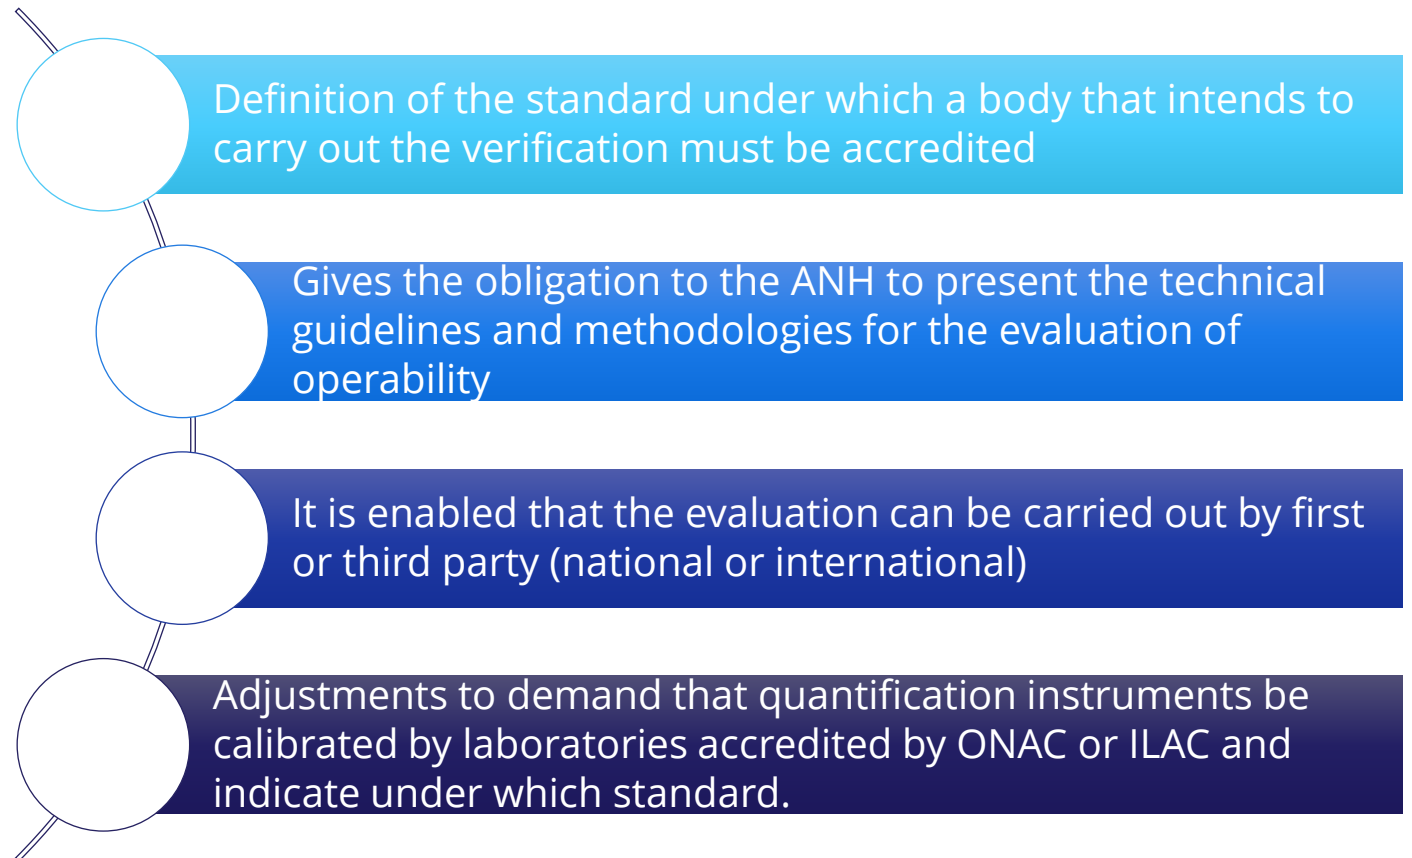 Definition of the standard under which a body that intends to
carry out the verification must be accredited
Gives the obligation to the ANH to present the technical
guidelines and methodologies for the evaluation of
operability
It is enabled that the evaluation can be carried out by first
or third party (national or international)
Adjustments to demand that quantification instruments be
calibrated by laboratories accredited by ONAC or ILAC and
indicate under which standard.